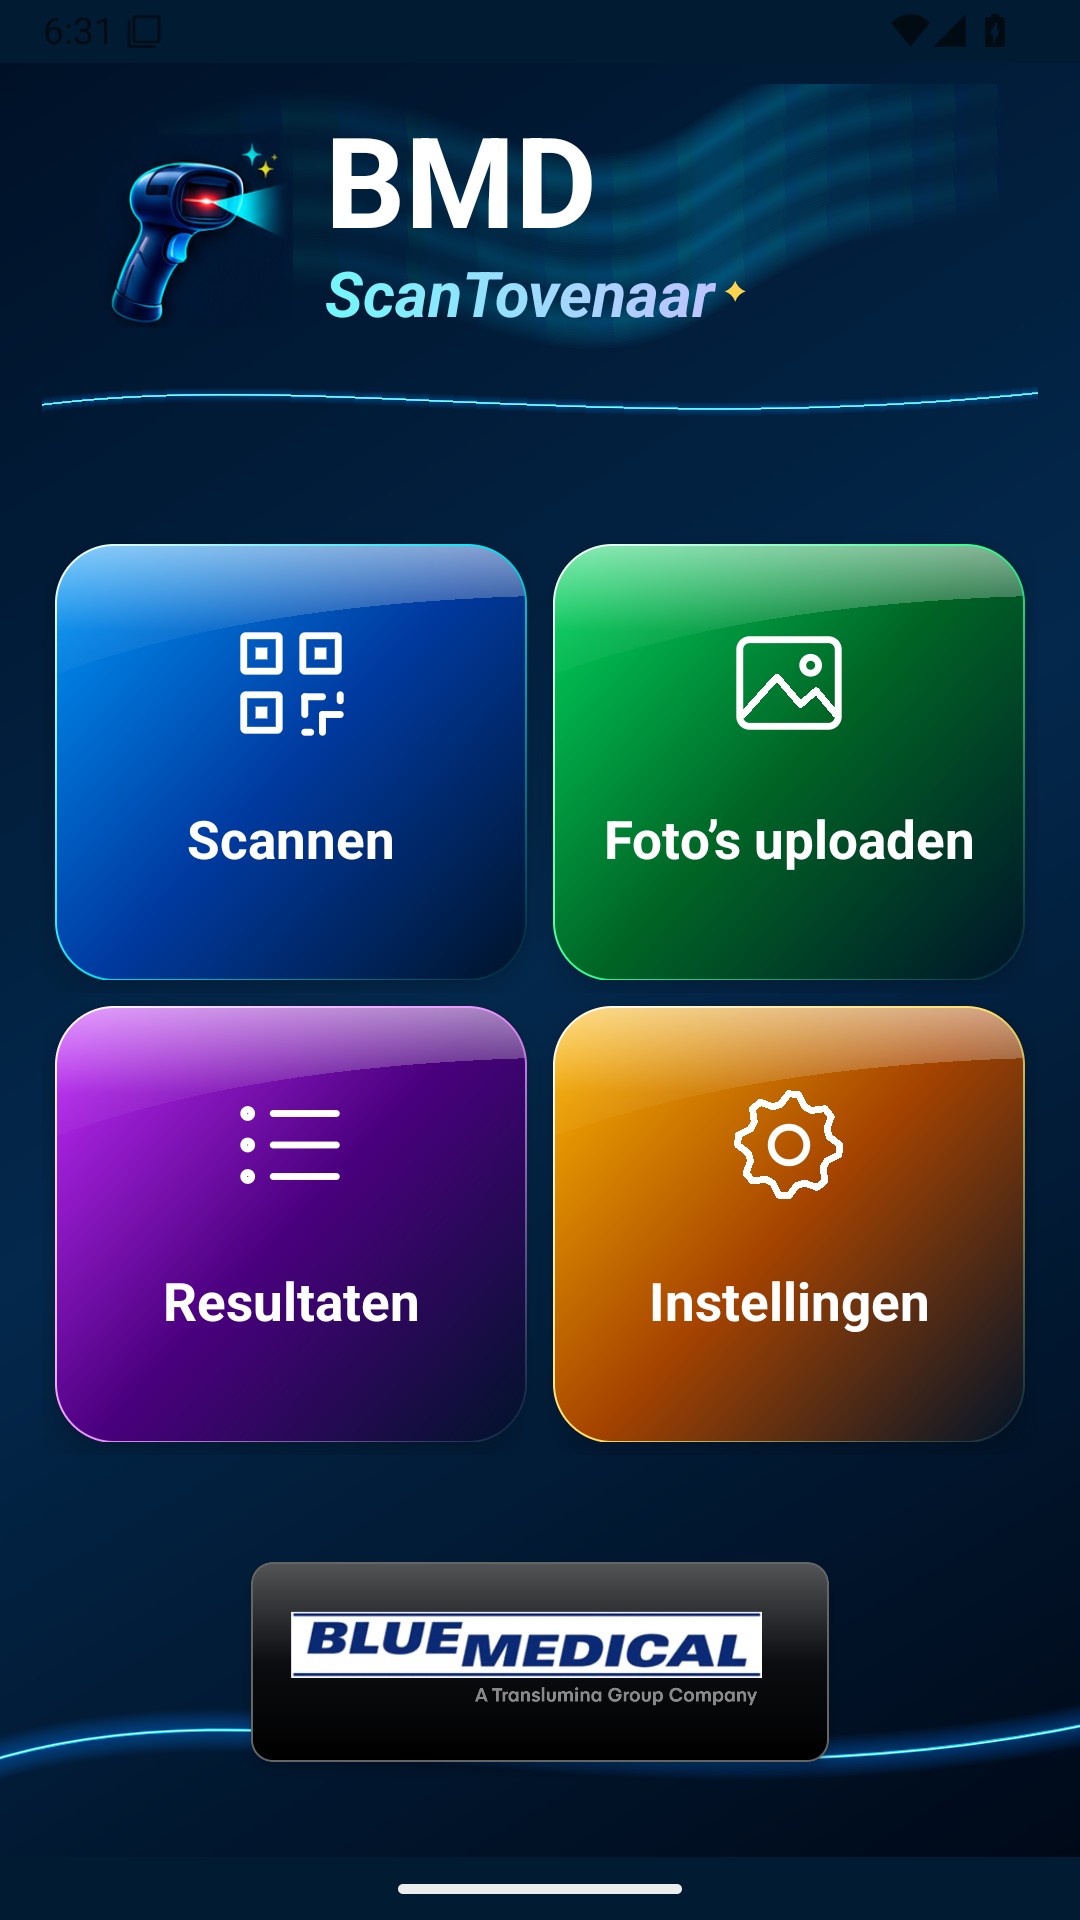 6:31
BMD
ScanTovenaar
Scannen
Foto’s uploaden
Resultaten
Instellingen
BLUEMEDICAL
A Translumina Group Company